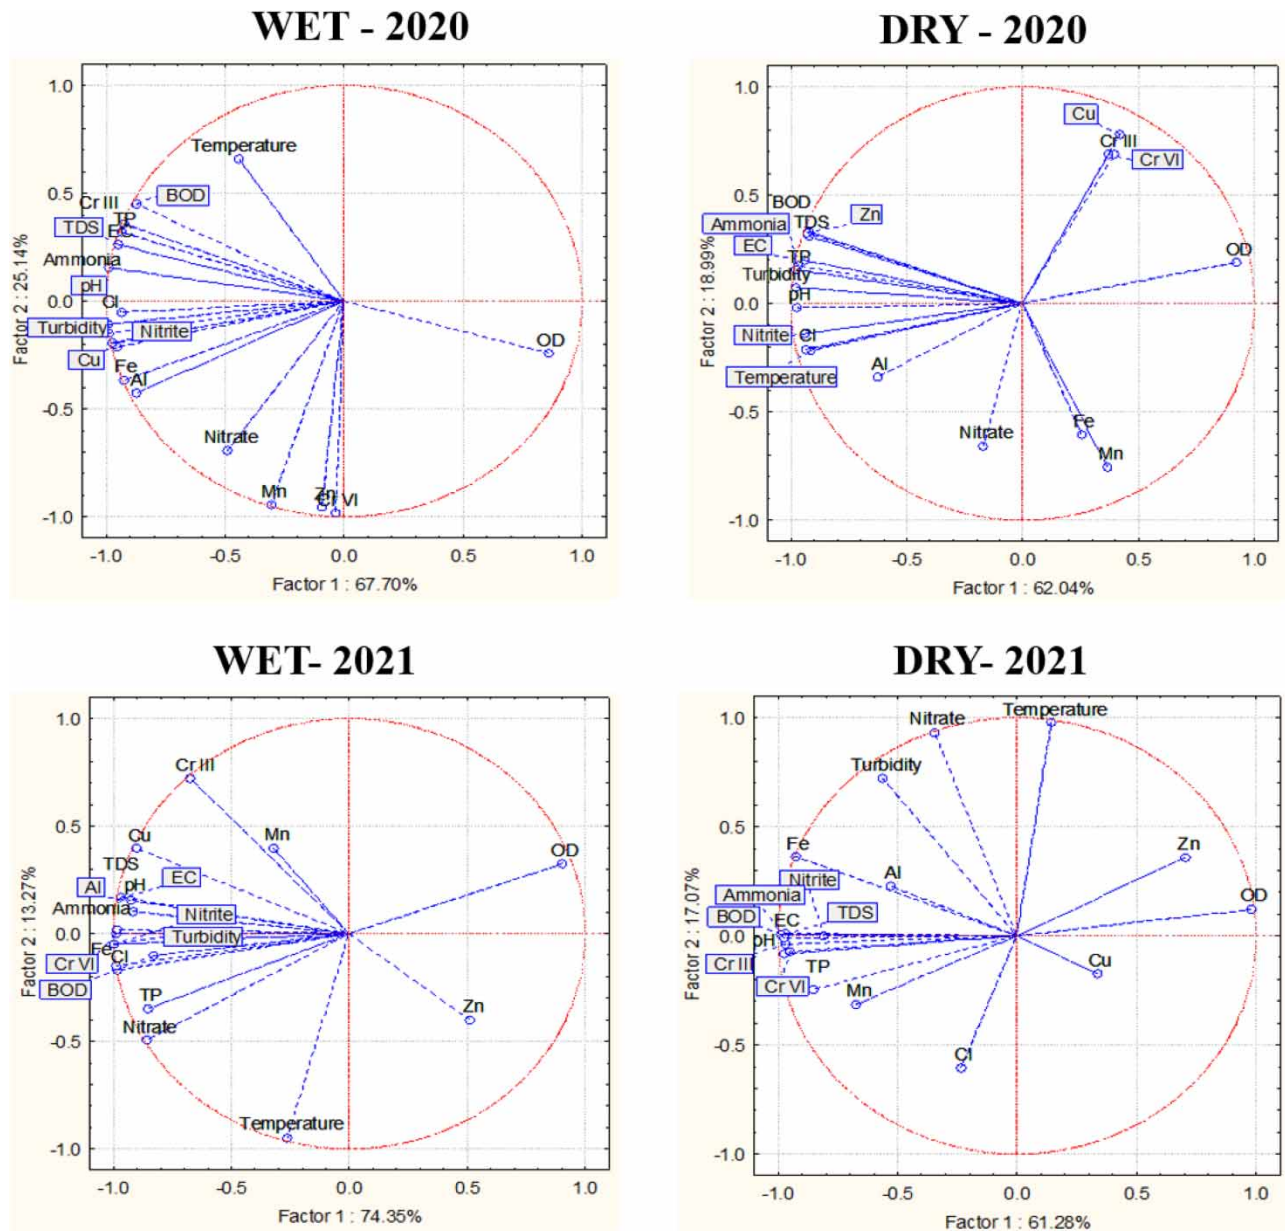 WET - 2020
1.0
Temperature
0.5
Cr III
BOD
TP
TDS
EC
Ammonia
pH
0.0
Cl
Turbidity
Nitrite
Cu
Fe
Al
OD
-0.5
Nitrate
Mn
Zn
Cr VI
-1.0
Factor 2 : 25.14%
-1.0 -0.5 0.0 0.5 1.0
Factor 1 : 67.70%
DRY - 2020
1.0
Cu
Cr III
Cr VI
0.5
BOD
Zn
Ammonia
TDS
EC
TP
OD
Turbidity
0.0
pH
Nitrite
Cl
Temperature
Al
-0.5
Nitrate
Fe
Mn
-1.0
Factor 2 : 18.99%
-1.0 -0.5 0.0 0.5 1.0
Factor 1 : 62.04%
WET- 2021
1.0
Cr III
0.5
Cu
Mn
TDS
OD
EC
Al
pH
Ammonia
Nitrite
0.0
Turbidity
Fe
Cl
Cr VI
BOD
TP
Zn
Nitrate
-0.5
Temperature
-1.0
Factor 2 : 13.27%
-1.0 -0.5 0.0 0.5 1.0
Factor 1 : 74.35%
DRY- 2021
1.0
Nitrate
Temperature
Turbidity
0.5
Fe
Zn
Al
Nitrite
Ammonia
OD
BOD
EC
TDS
0.0
pH
Cr III
TP
Cu
Cr VI
Mn
Cl
-0.5
-1.0
Factor 2 : 17.07%
-1.0 -0.5 0.0 0.5 1.0
Factor 1 : 61.28%